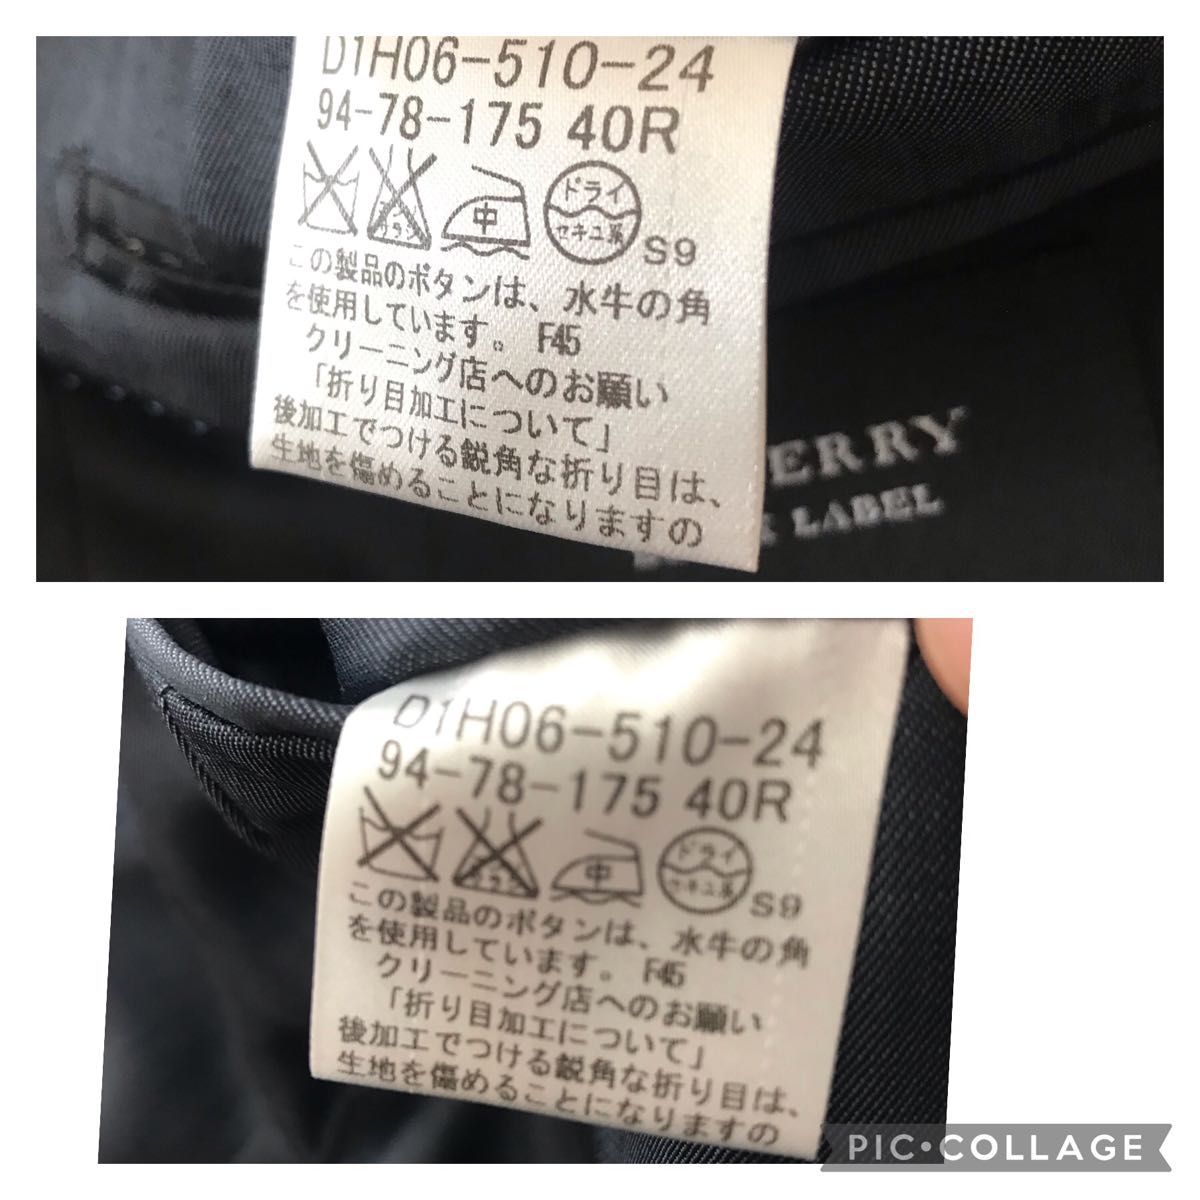 D1H06-510-24
94-78-175 40R
中
ドライ
セキユ系
S9
この製品のボタンは、水牛の角
を使用しています。 F45
クリーニング店へのお願い
「折り目加工について」
後加工でつける鋭角な折り目は、
生地を傷めることになりますの
ERRY
LABEL
D1H06-510-24
94-78-175 40R
中
ドライ
セキユ系
S9
この製品のボタンは、水牛の角
を使用しています。 F45
クリーニング店へのお願い
「折り目加工について」
後加工でつける鋭角な折り目は、
生地を傷めることになりますの
PIC•COLLAGE